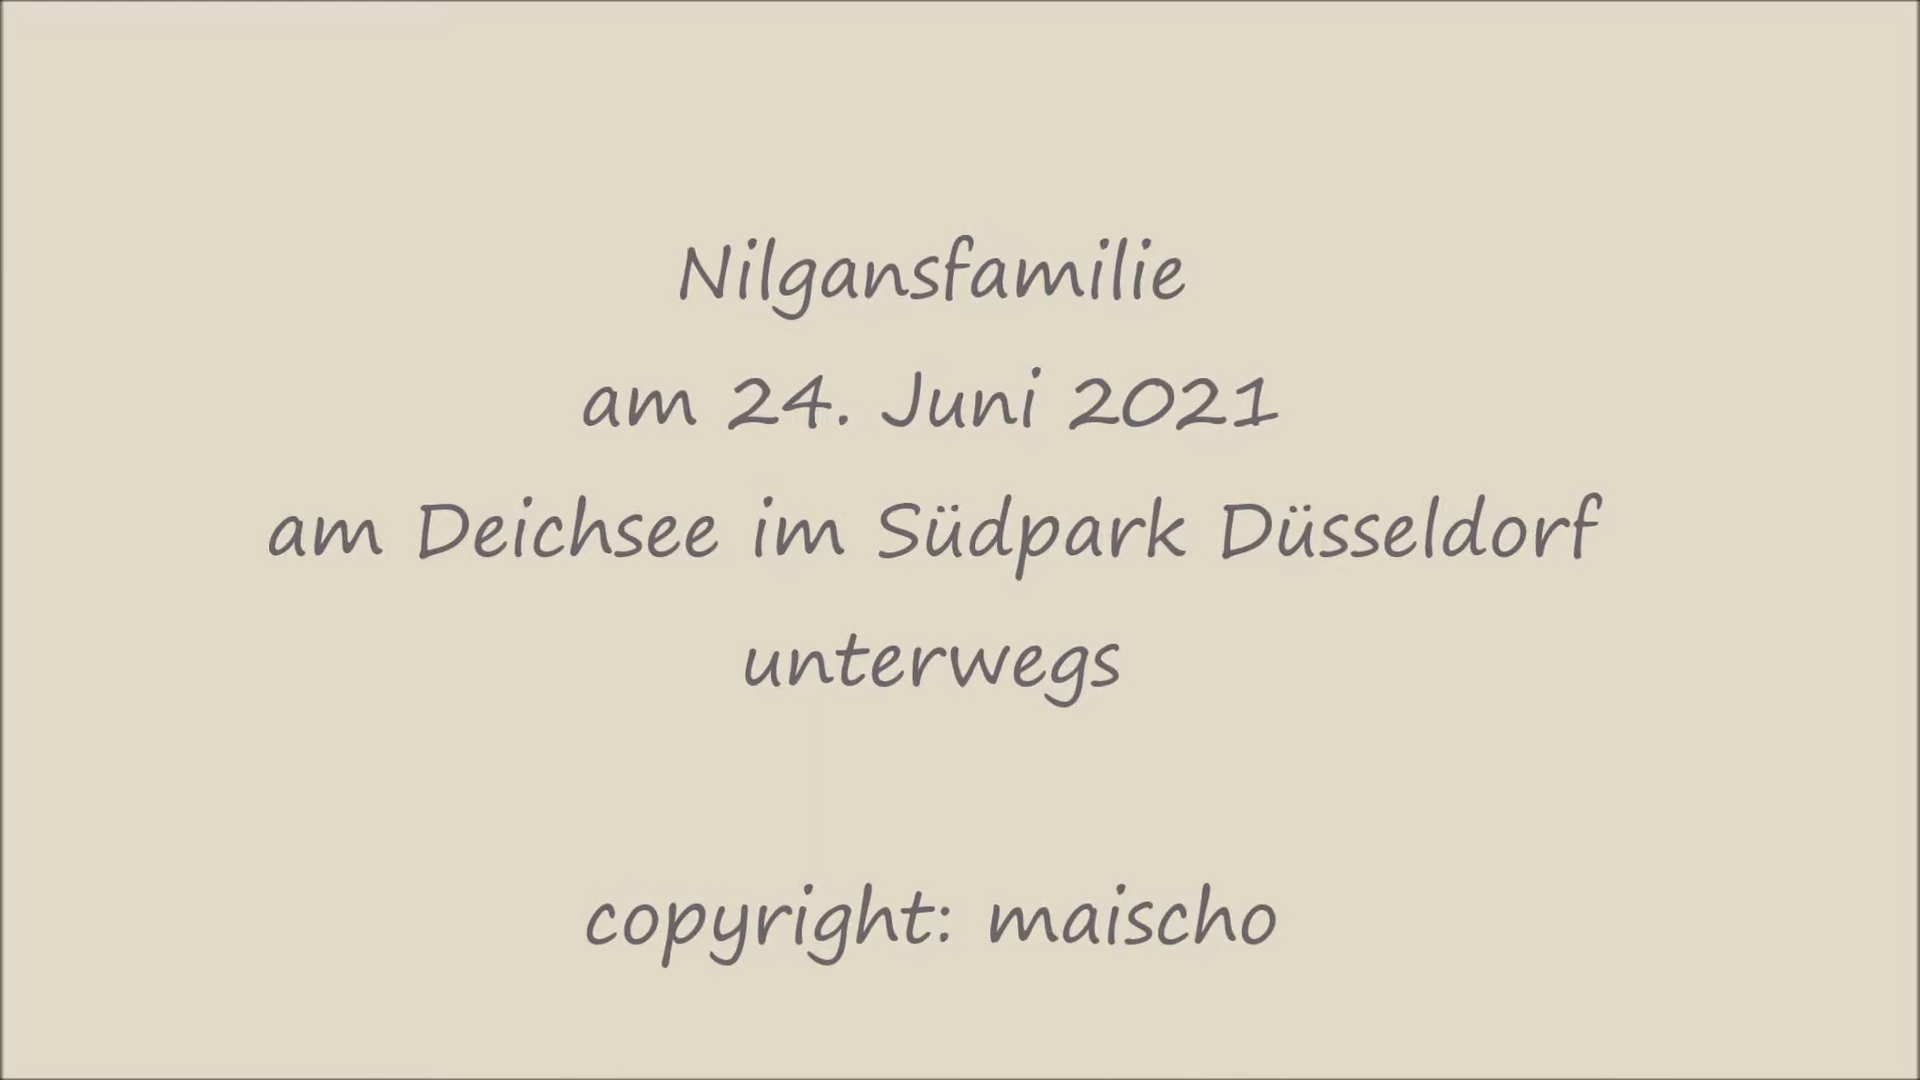 Nilgansfamilie
am 24. Juni 2021
am Deichsee im Südpark Düsseldorf
unterwegs
copyright: maischo